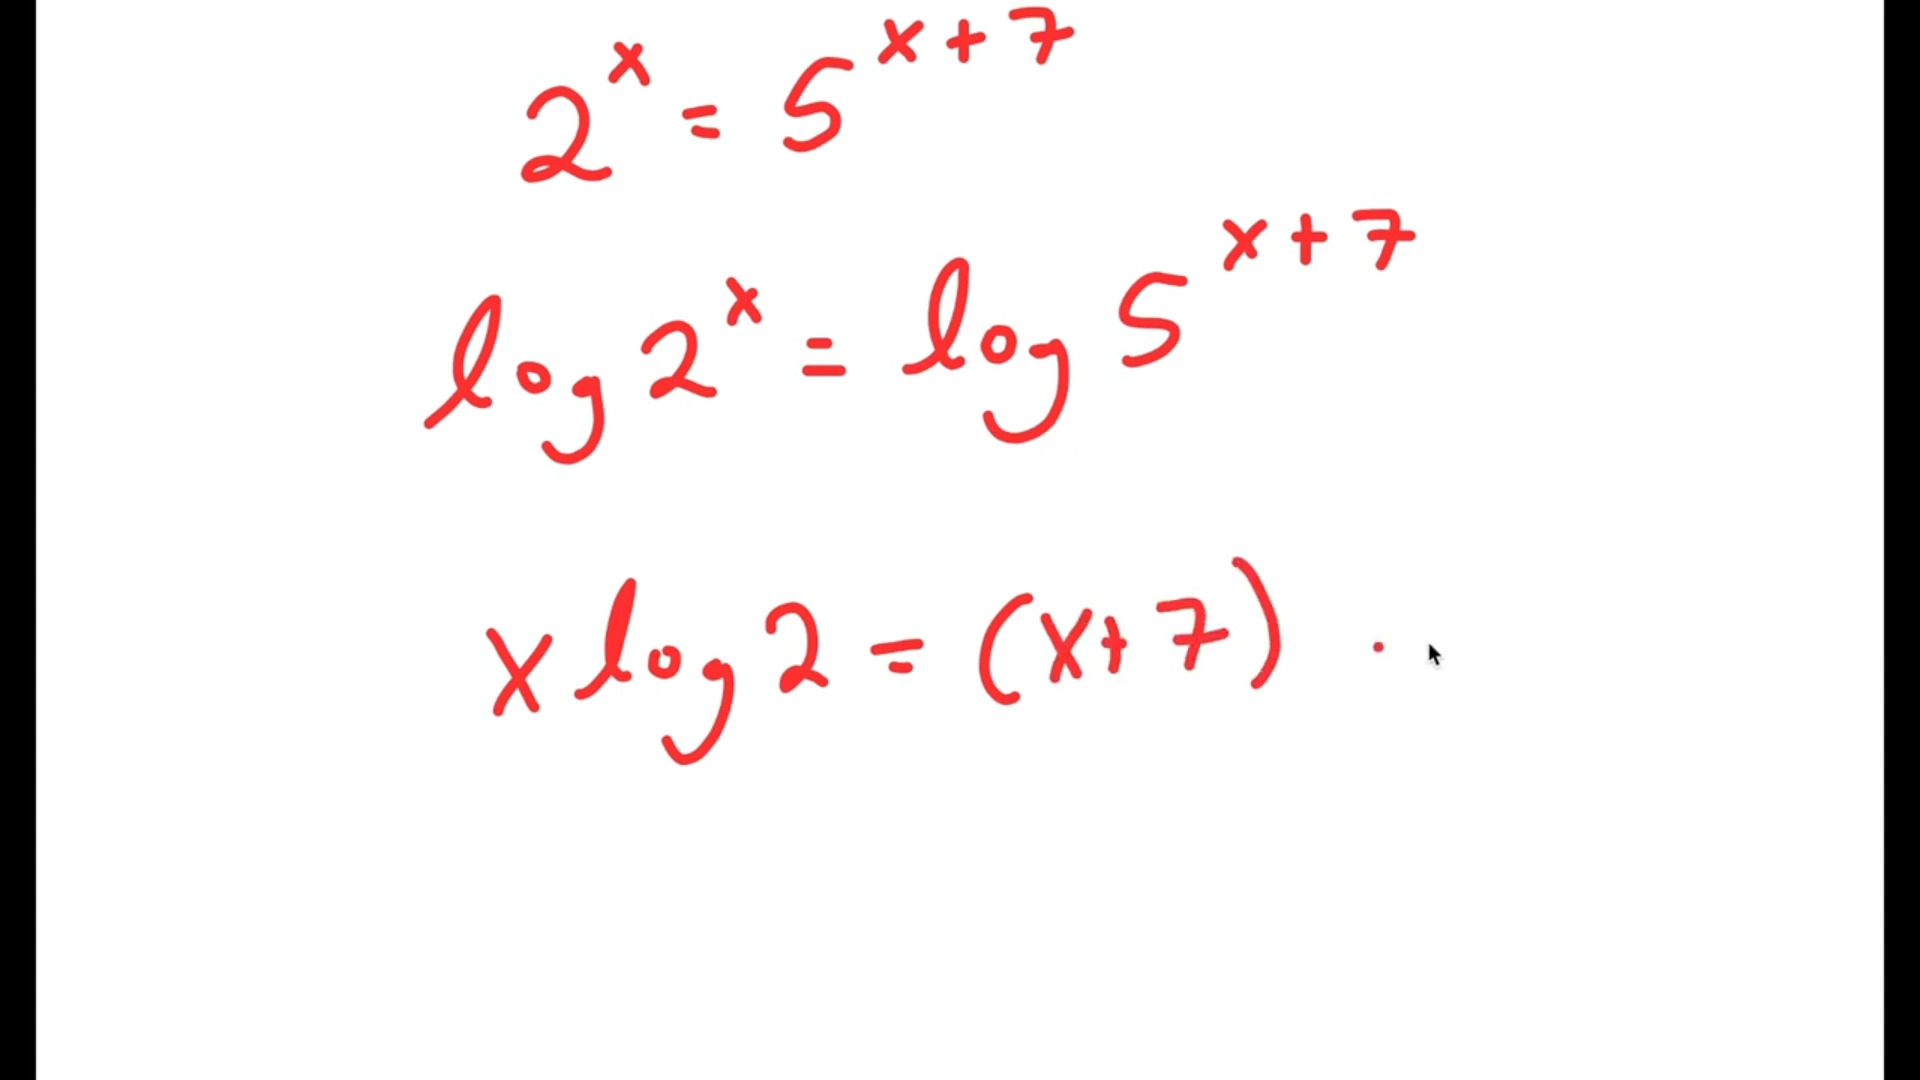 2^x = 5^{x+7}
log 2^x = log 5^{x+7}
x log 2 = (x+7) ·